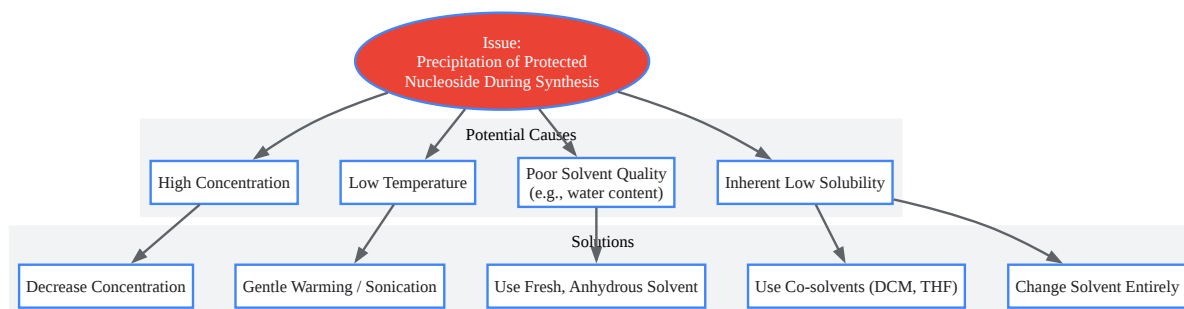 Issue:
Precipitation of Protected
Nucleoside During Synthesis
Potential Causes
High Concentration
Low Temperature
Poor Solvent Quality
(e.g., water content)
Inherent Low Solubility
Solutions
Decrease Concentration
Gentle Warming / Sonication
Use Fresh, Anhydrous Solvent
Use Co-solvents (DCM, THF)
Change Solvent Entirely